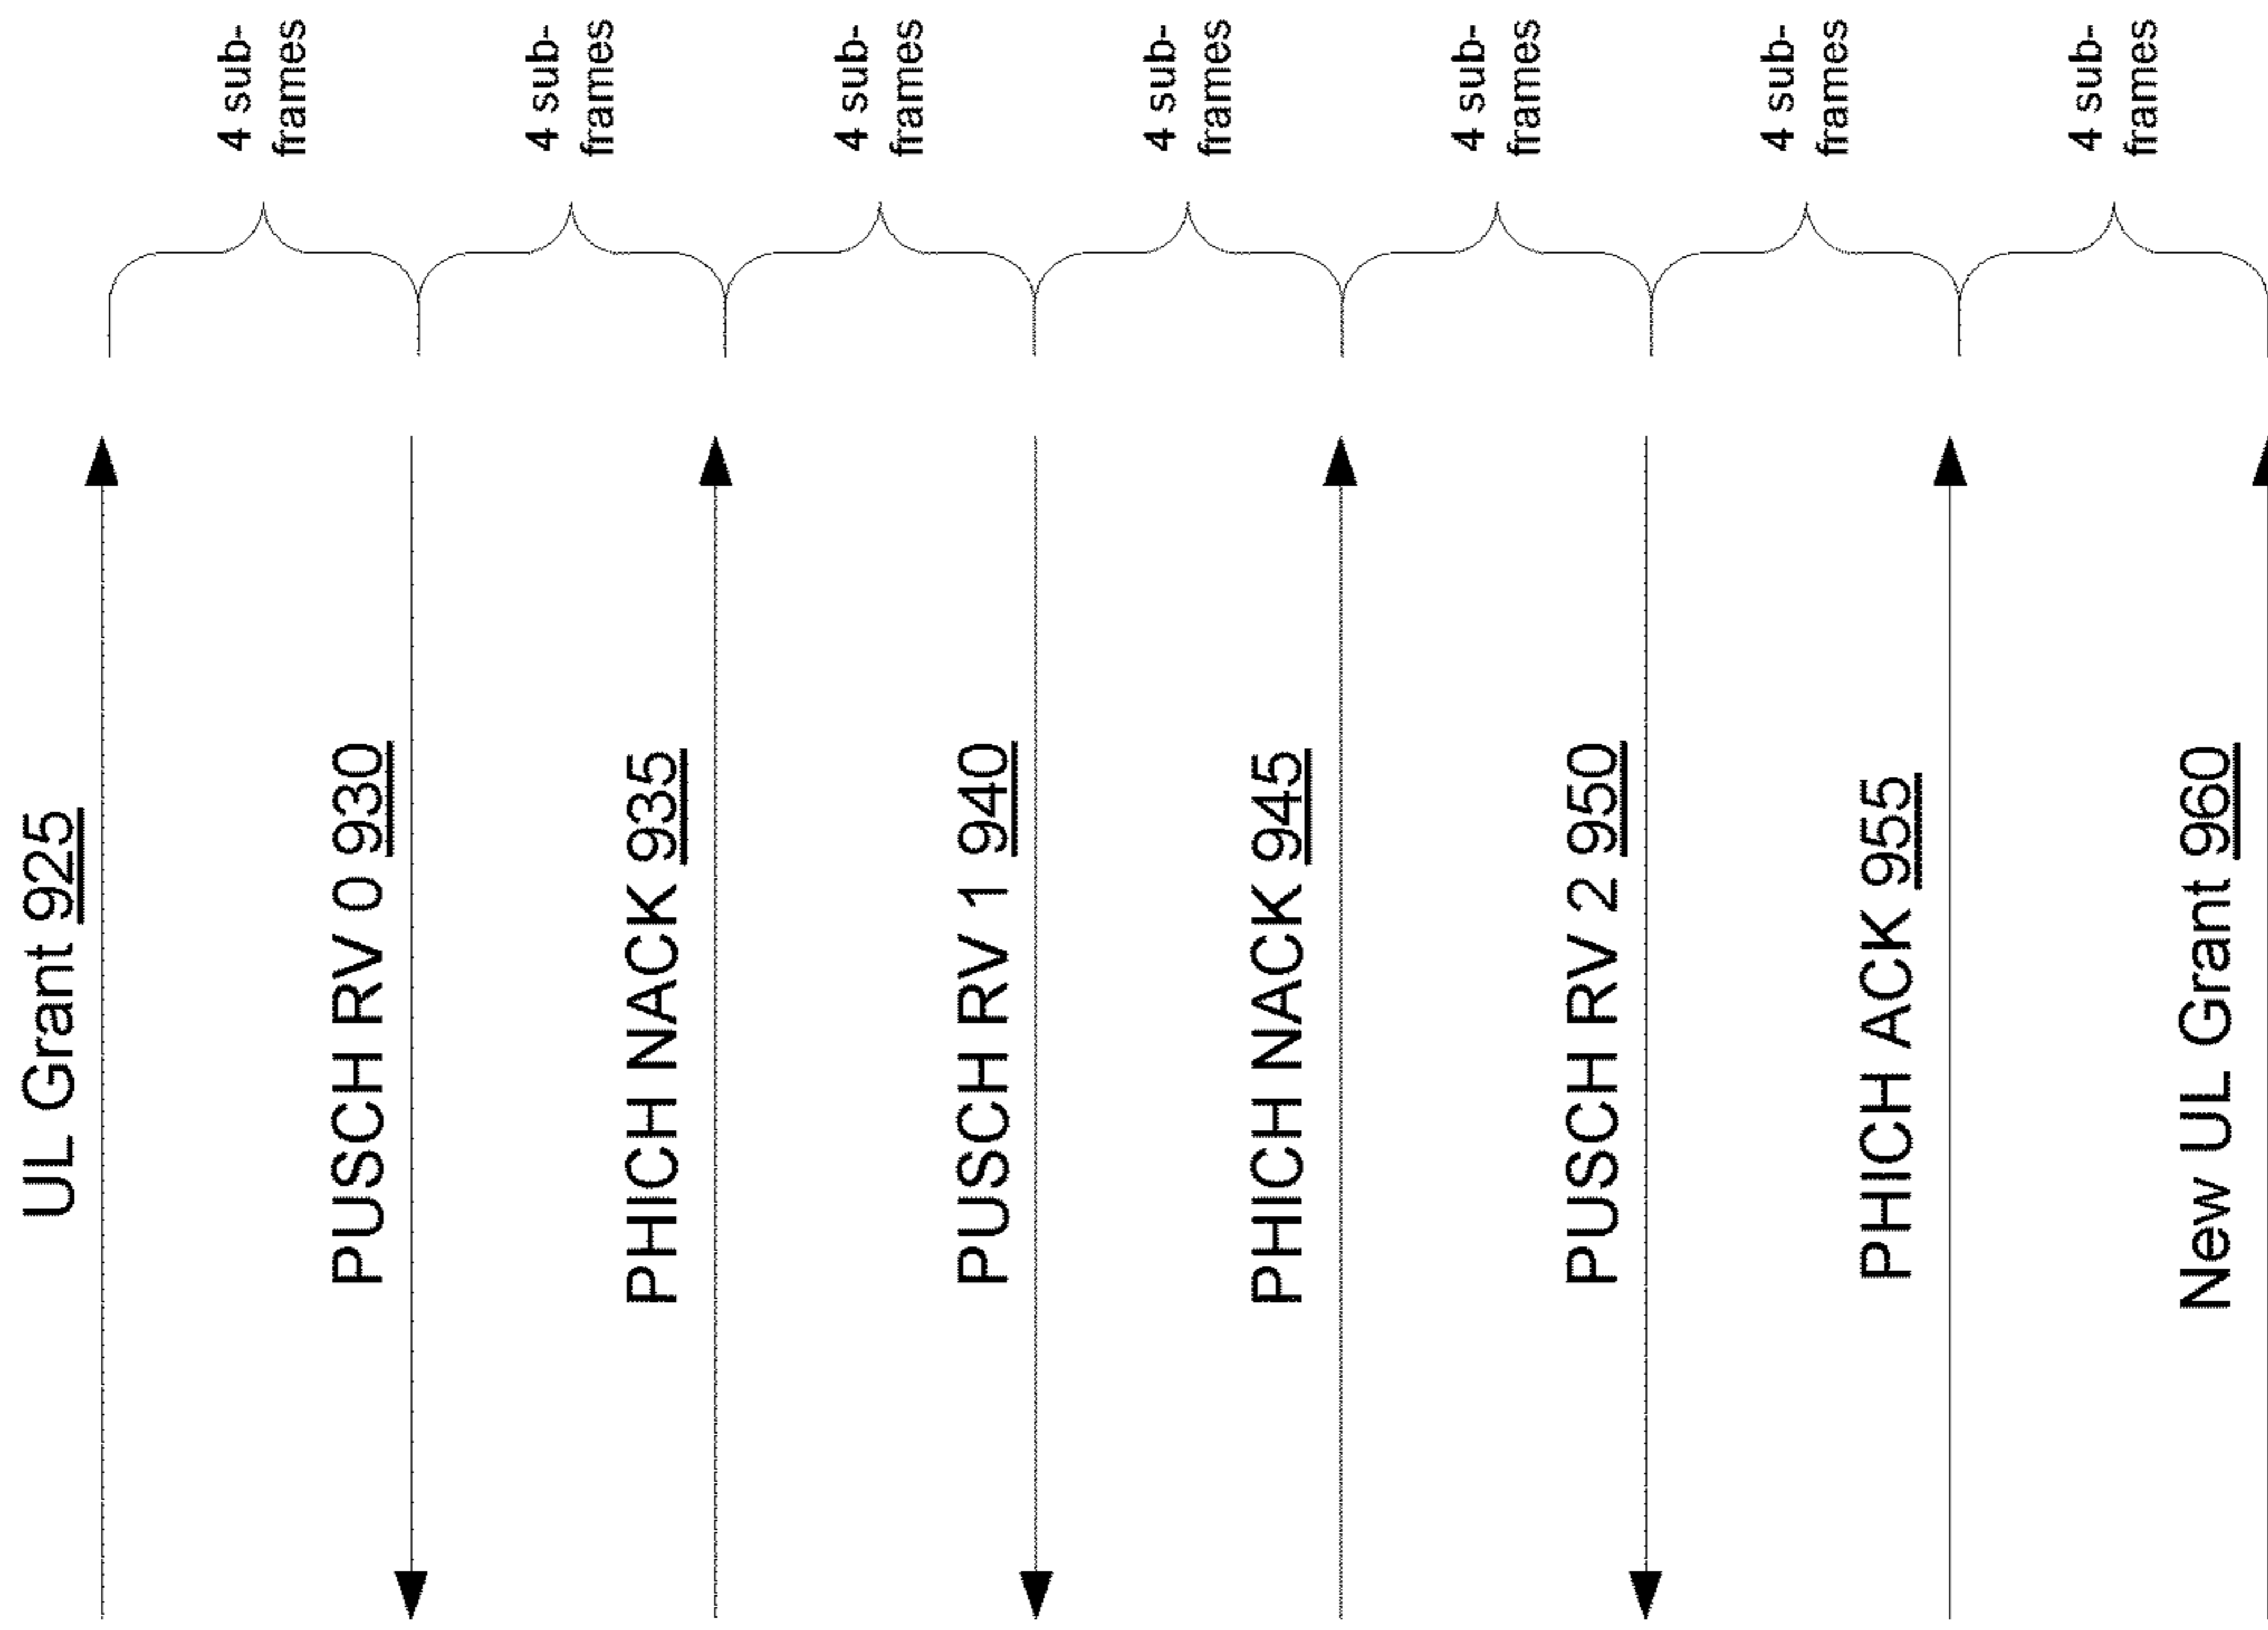 UL Grant 925
4 sub-
frames
PUSCH RV 0 930
4 sub-
frames
PHICH NACK 935
4 sub-
frames
PUSCH RV 1 940
4 sub-
frames
PHICH NACK 945
4 sub-
frames
PUSCH RV 2 950
4 sub-
frames
PHICH ACK 955
4 sub-
frames
New UL Grant 960